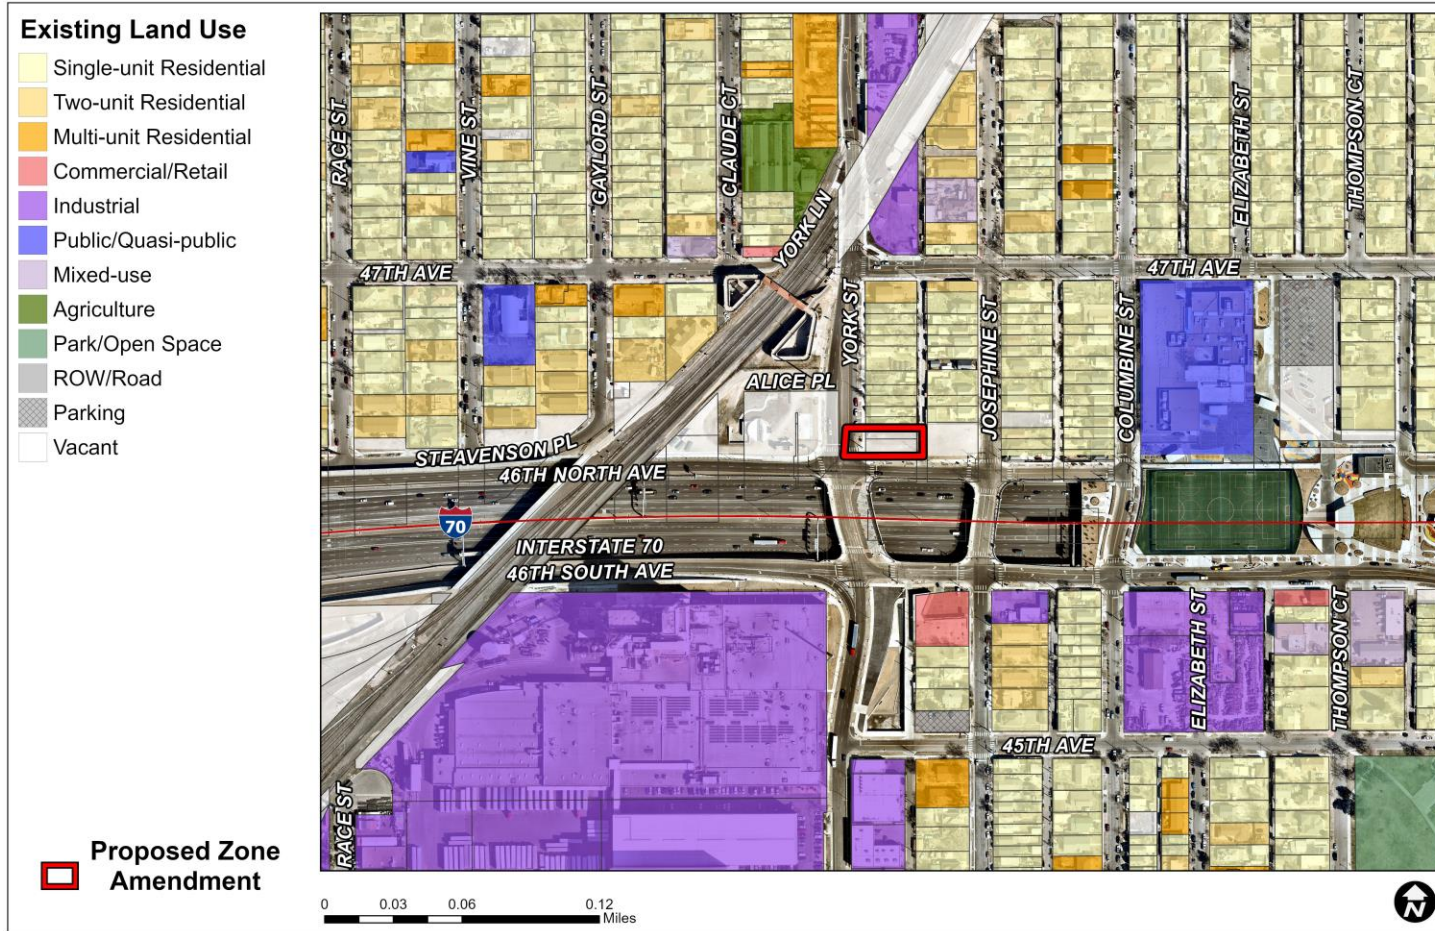 Existing Land Use
Single-unit Residential
Two-unit Residential
Multi-unit Residential
Commercial/Retail
Industrial
Public/Quasi-public
Mixed-use
Agriculture
Park/Open Space
ROW/Road
Parking
Vacant
RACE ST
VINE ST
GAYLORD ST
CLAUDE CT
YORK LN
ELIZABETH ST
THOMPSON CT
47TH AVE
47TH AVE
YORK ST
JOSEPHINE ST
COLUMBINE ST
ALICE PL
STEAVENSON PL
46TH NORTH AVE
70
INTERSTATE 70
46TH SOUTH AVE
ELIZABETH ST
THOMPSON CT
45TH AVE
RACE ST
Proposed Zone
Amendment
0 0.03 0.06 0.12
Miles
N